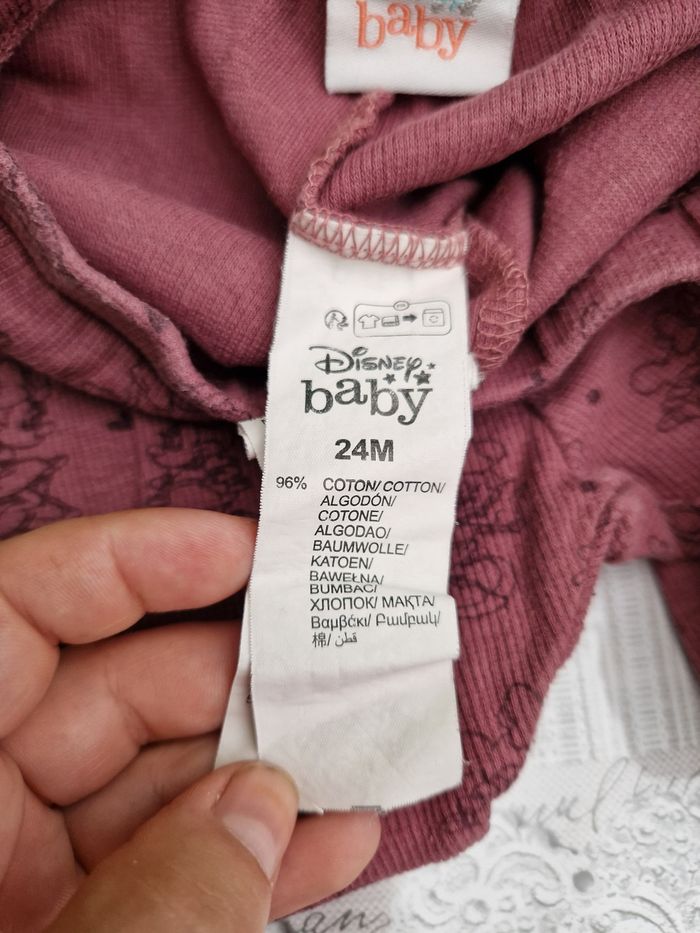 baby
Disney
baby
24M
96% COTON/ COTTON/
ALGODÓN/
COTONE/
ALGODAO/
BAUMWOLLE/
KATOEN/
BAWEŁNA/
BUMBAC/
ХЛОПОК/ МАҚТА/
Βαμβάκι/ Բամբակ/
棉/ قطن